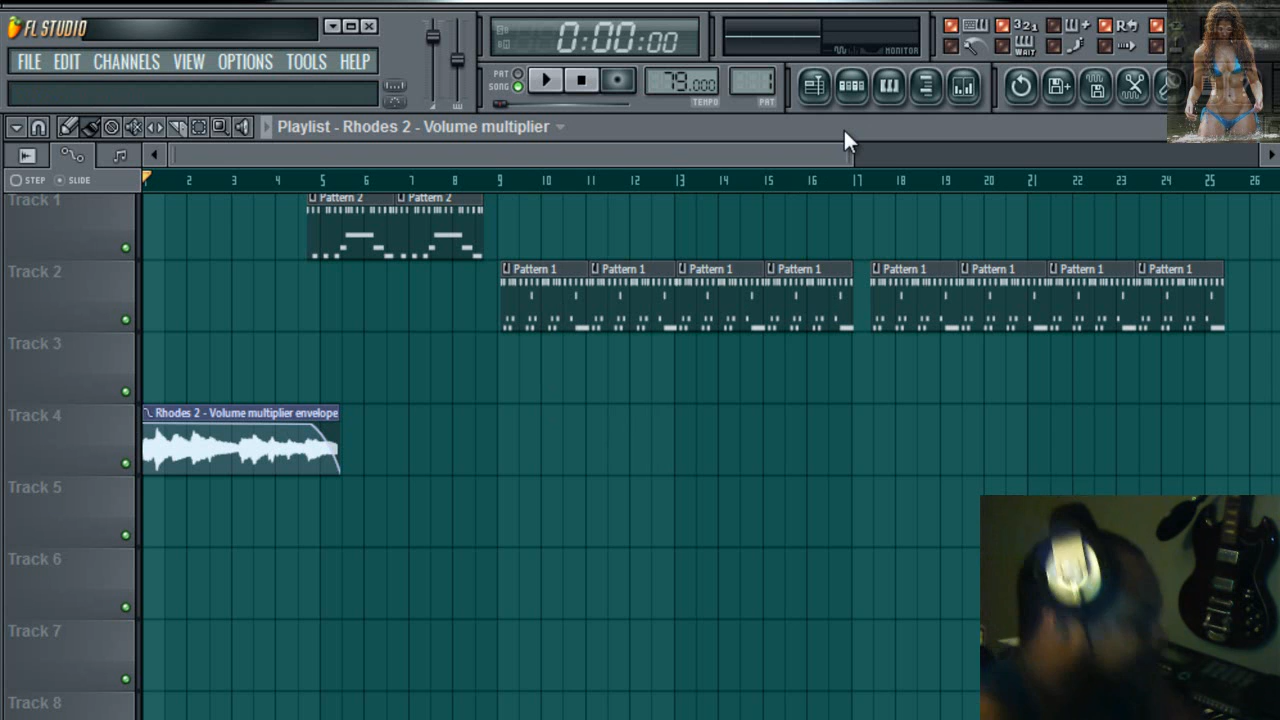 FL STUDIO
0:00:00
MONITOR
321
WAIT
FILE EDIT CHANNELS VIEW OPTIONS TOOLS HELP
PAT
SONG
79.000
TEMPO
1
PAT
Playlist - Rhodes 2 - Volume multiplier
STEP SLIDE
2 3 4 5 6 7 8 9 10 11 12 13 14 15 16 17 18 19 20 21 22 23 24 25 26
Track 1
Pattern 2 Pattern 2
Track 2
Pattern 1 Pattern 1 Pattern 1 Pattern 1 Pattern 1 Pattern 1 Pattern 1 Pattern 1
Track 3
Track 4
Rhodes 2 - Volume multiplier envelope
Track 5
Track 6
Track 7
Track 8